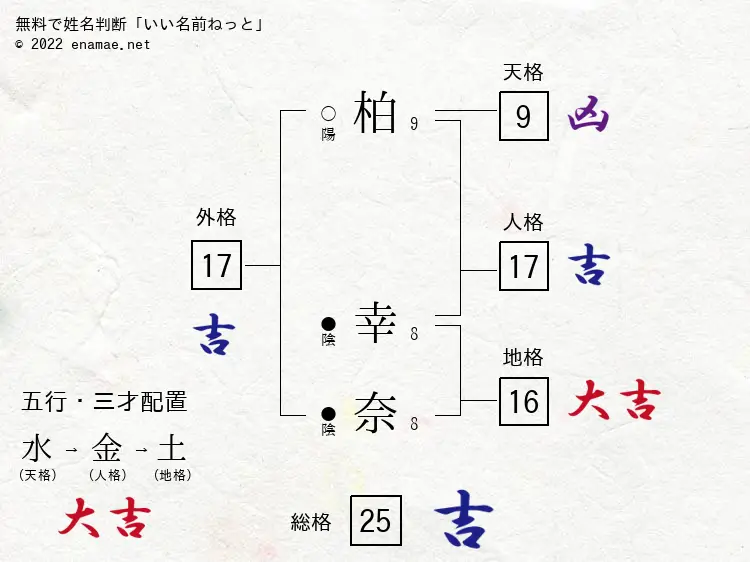 無料で姓名判断「いい名前ねっと」
© 2022 enamae.net
天格
9
凶
○
陽
柏
9
外格
17
吉
人格
17
吉
●
陰
幸
8
地格
16
大吉
●
陰
奈
8
五行・三才配置
水→金→土
(天格) (人格) (地格)
大吉
総格
25
吉